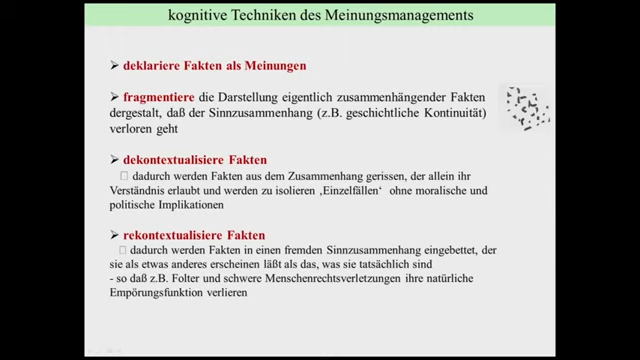 kognitive Techniken des Meinungsmanagements
➢ deklariere Fakten als Meinungen
➢ fragmentiere die Darstellung eigentlich zusammenhängender Fakten
dergestalt, daß der Sinnzusammenhang (z.B. geschichtliche Kontinuität)
verloren geht
➢ dekontextualisiere Fakten
dadurch werden Fakten aus dem Zusammenhang gerissen, der allein ihr
Verständnis erlaubt und werden zu isolieren ‚Einzelfällen‘ ohne moralische und
politische Implikationen
➢ rekontextualisiere Fakten
dadurch werden Fakten in einen fremden Sinnzusammenhang eingebettet, der
sie als etwas anderes erscheinen läßt als das, was sie tatsächlich sind
- so daß z.B. Folter und schwere Menschenrechtsverletzungen ihre natürliche
Empörungsfunktion verlieren